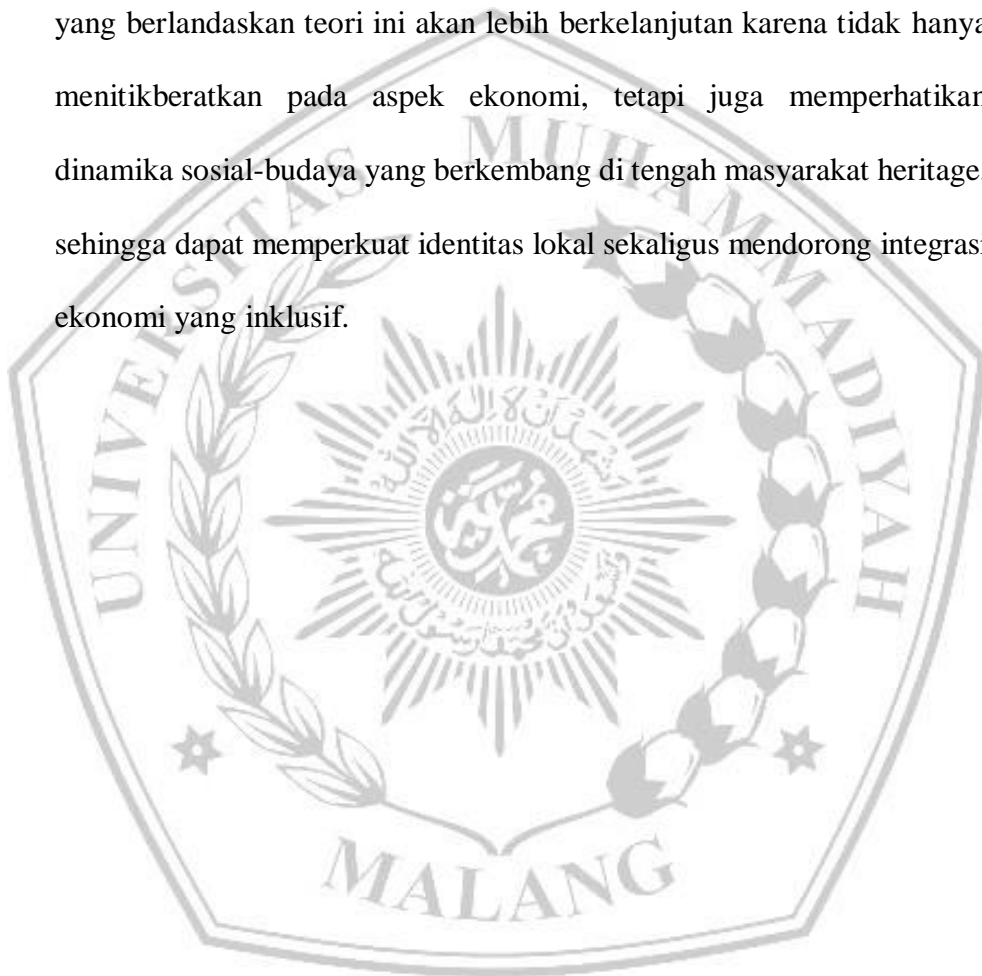 yang berlandaskan teori ini akan lebih berkelanjutan karena tidak hanya
menitikberatkan pada aspek ekonomi, tetapi juga memperhatikan
dinamika sosial-budaya yang berkembang di tengah masyarakat heritage,
sehingga dapat memperkuat identitas lokal sekaligus mendorong integrasi
ekonomi yang inklusif.
UNIVERSITAS MUHAMMADIYAH
MALANG